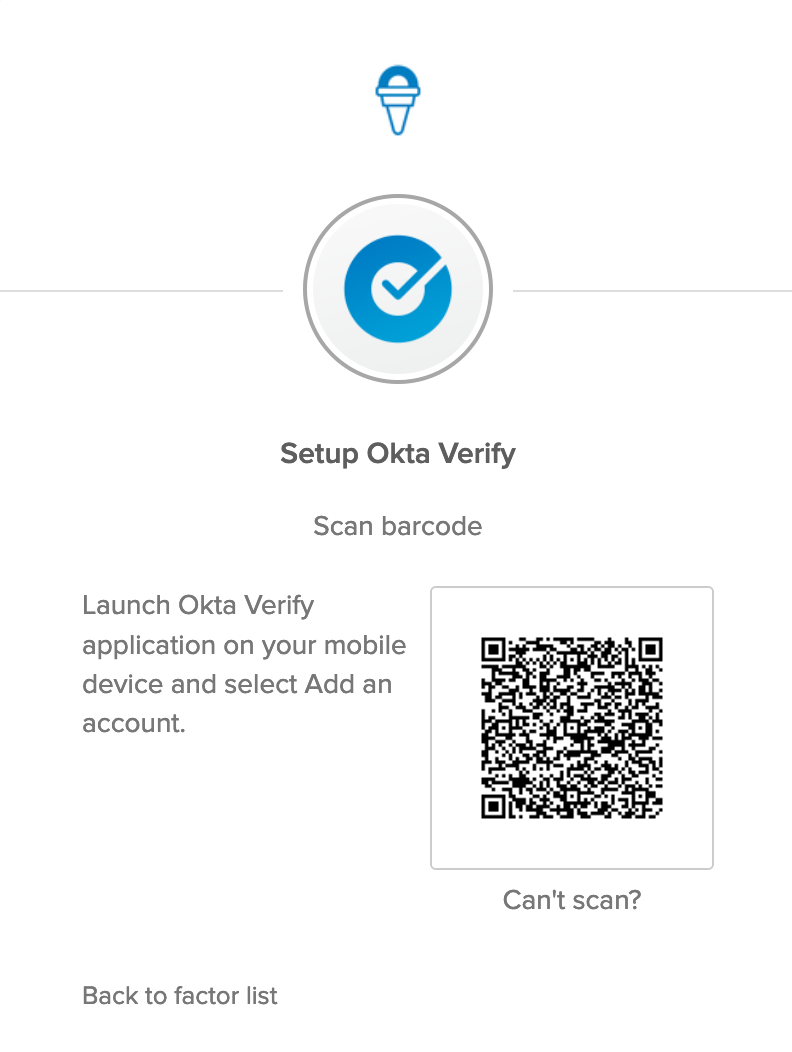 Setup Okta Verify
Scan barcode
Launch Okta Verify
application on your mobile
device and select Add an
account.
Can't scan?
Back to factor list